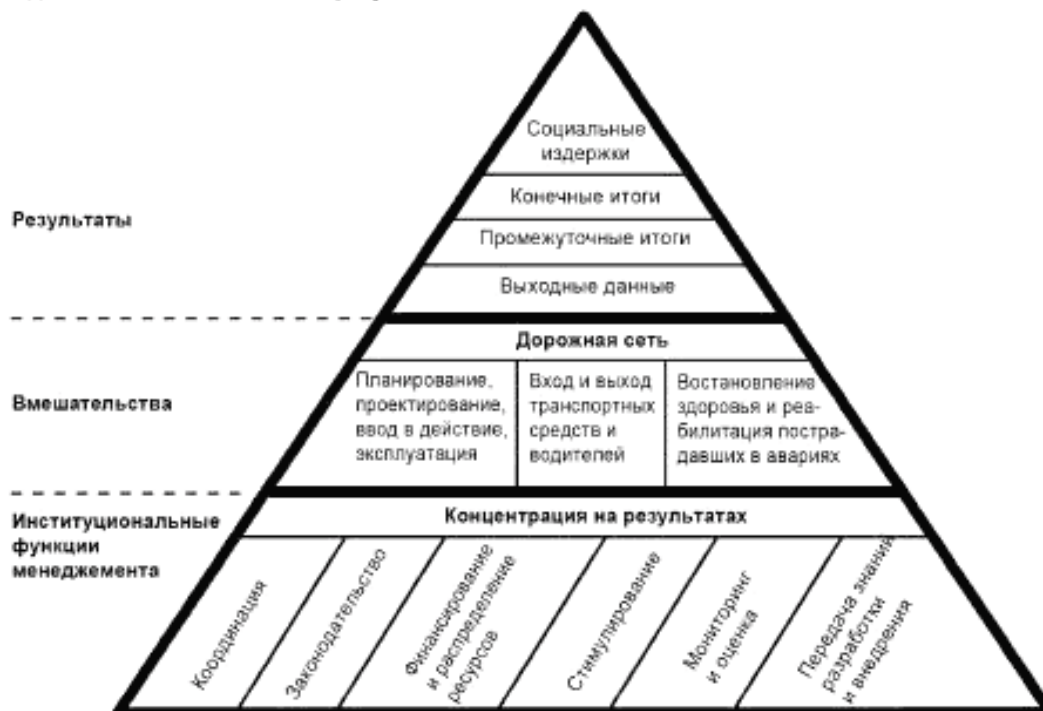 Социальные
издержки
Конечные итоги
Промежуточные итоги
Выходные данные
Результаты
Дорожная сеть
Планирование,
проектирование,
ввод в действие,
эксплуатация
Вход и выход
транспортных
средств и
водителей
Востановление
здоровья и реа-
билитация постра-
давших в авариях
Вмешательства
Концентрация на результатах
Институциональные
функции
менеджемента
Координация
Законодательство
Финансирование
и распределение
ресурсов
Стимулирование
Мониторинг
и оценка
Передача знаний
разработки
и внедрения